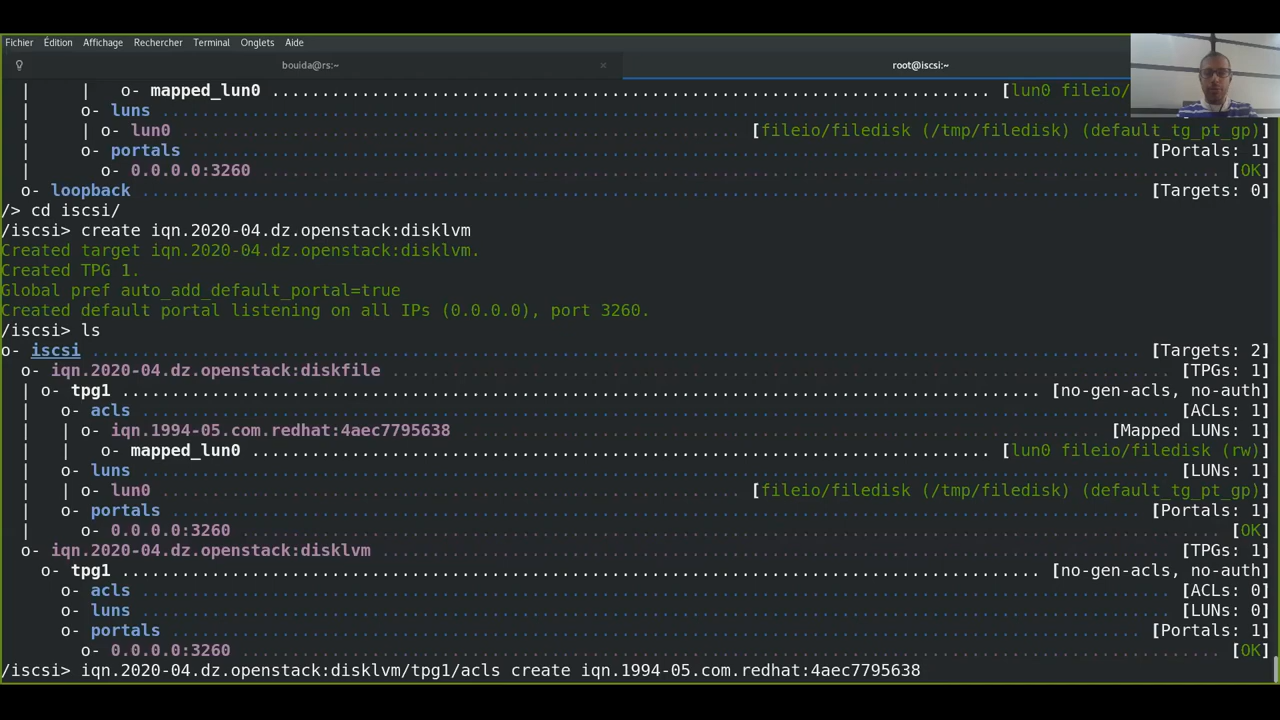 Fichier Édition Affichage Rechercher Terminal Onglets Aide
bouida@rs:~ × root@iscsi:~
| | o- mapped_lun0 ................................................................ [lun0 fileio/
| o- luns ................................................................ [LUNs: 1]
| | o- lun0 ................................................................ [fileio/filedisk (/tmp/filedisk) (default_tg_pt_gp)]
| o- portals ................................................................ [Portals: 1]
| o- 0.0.0.0:3260 ................................................................ [OK]
o- loopback ................................................................ [Targets: 0]
/> cd iscsi/
/iscsi> create iqn.2020-04.dz.openstack:disklvm
Created target iqn.2020-04.dz.openstack:disklvm.
Created TPG 1.
Global pref auto_add_default_portal=true
Created default portal listening on all IPs (0.0.0.0), port 3260.
/iscsi> ls
o- iscsi ................................................................ [Targets: 2]
o- iqn.2020-04.dz.openstack:diskfile ................................................................ [TPGs: 1]
| o- tpg1 ................................................................ [no-gen-acls, no-auth]
| o- acls ................................................................ [ACLs: 1]
| | o- iqn.1994-05.com.redhat:4aec7795638 ................................................................ [Mapped LUNs: 1]
| | o- mapped_lun0 ................................................................ [lun0 fileio/filedisk (rw)]
| o- luns ................................................................ [LUNs: 1]
| | o- lun0 ................................................................ [fileio/filedisk (/tmp/filedisk) (default_tg_pt_gp)]
| o- portals ................................................................ [Portals: 1]
| o- 0.0.0.0:3260 ................................................................ [OK]
o- iqn.2020-04.dz.openstack:disklvm ................................................................ [TPGs: 1]
o- tpg1 ................................................................ [no-gen-acls, no-auth]
o- acls ................................................................ [ACLs: 0]
o- luns ................................................................ [LUNs: 0]
o- portals ................................................................ [Portals: 1]
o- 0.0.0.0:3260 ................................................................ [OK]
/iscsi> iqn.2020-04.dz.openstack:disklvm/tpg1/acls create iqn.1994-05.com.redhat:4aec7795638